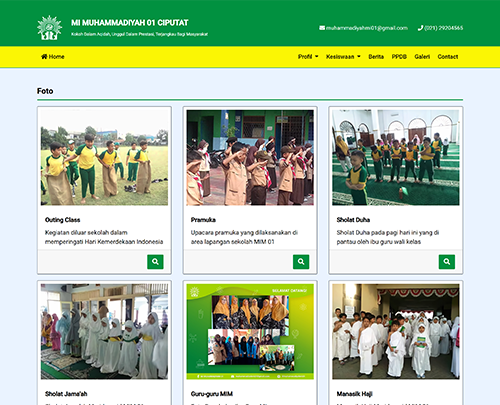 MI MUHAMMADIYAH 01 CIPUTAT
Kokoh Dalam Aqidah, Unggul Dalam Prestasi, Terjangkau Bagi Masyarakat
muhammadiyahmi01@gmail.com (021) 29204565
Home Profil Kesiswaan Berita PPDB Galeri Contact
Foto
Outing Class
Kegiatan diluar sekolah dalam
memperingati Hari Kemerdekaan Indonesia
Pramuka
Upacara pramuka yang dilaksanakan di
area lapangan sekolah MIM 01
Sholat Duha
Sholat Duha pada pagi hari ini yang di
pantau oleh ibu guru wali kelas
SELAMAT DATANG
Sholat Jama'ah
Guru-guru MIM
Manasik Haji